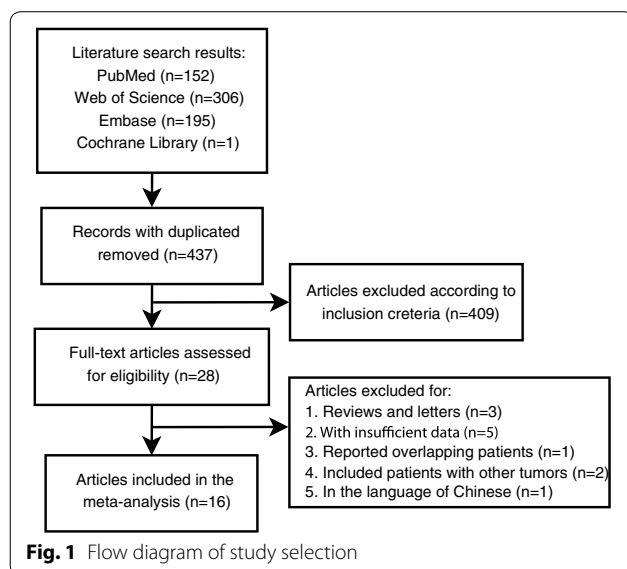 Literature search results:
PubMed (n=152)
Web of Science (n=306)
Embase (n=195)
Cochrane Library (n=1)
Records with duplicated
removed (n=437)
Articles excluded according to
inclusion creteria (n=409)
Full-text articles assessed
for eligibility (n=28)
Articles excluded for:
1. Reviews and letters (n=3)
2. With insufficient data (n=5)
3. Reported overlapping patients (n=1)
4. Included patients with other tumors (n=2)
5. In the language of Chinese (n=1)
Articles included in the
meta-analysis (n=16)
Fig. 1 Flow diagram of study selection